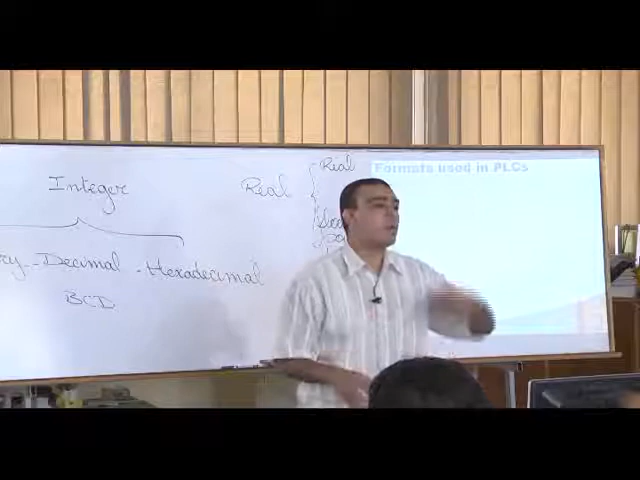 Integer
Real
Real
Formats used in PLCs
Decimal
Hexadecimal
BCD